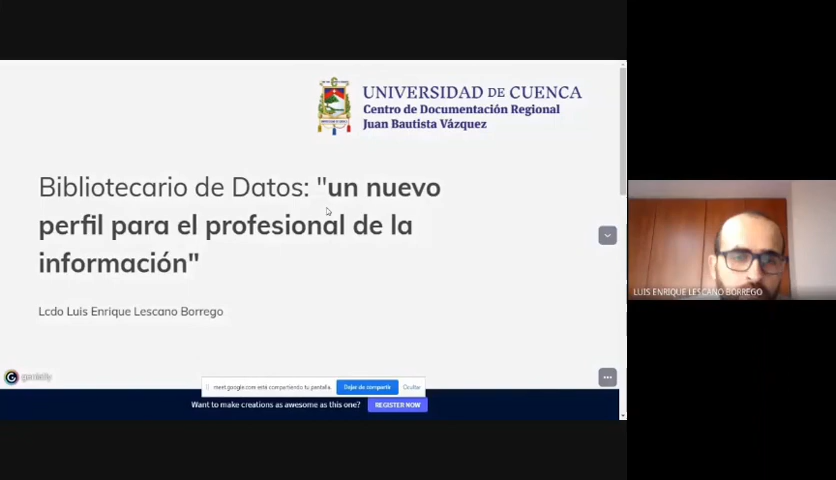 UNIVERSIDAD DE CUENCA
Centro de Documentación Regional
Juan Bautista Vázquez
Bibliotecario de Datos: "un nuevo
perfil para el profesional de la
información"
Lcdo Luis Enrique Lescano Borrego
LUIS ENRIQUE LESCANO BORREGO
genially
meet.google.com está compartiendo tu pantalla.
Dejar de compartir
Ocultar
Want to make creations as awesome as this one?
REGISTER NOW